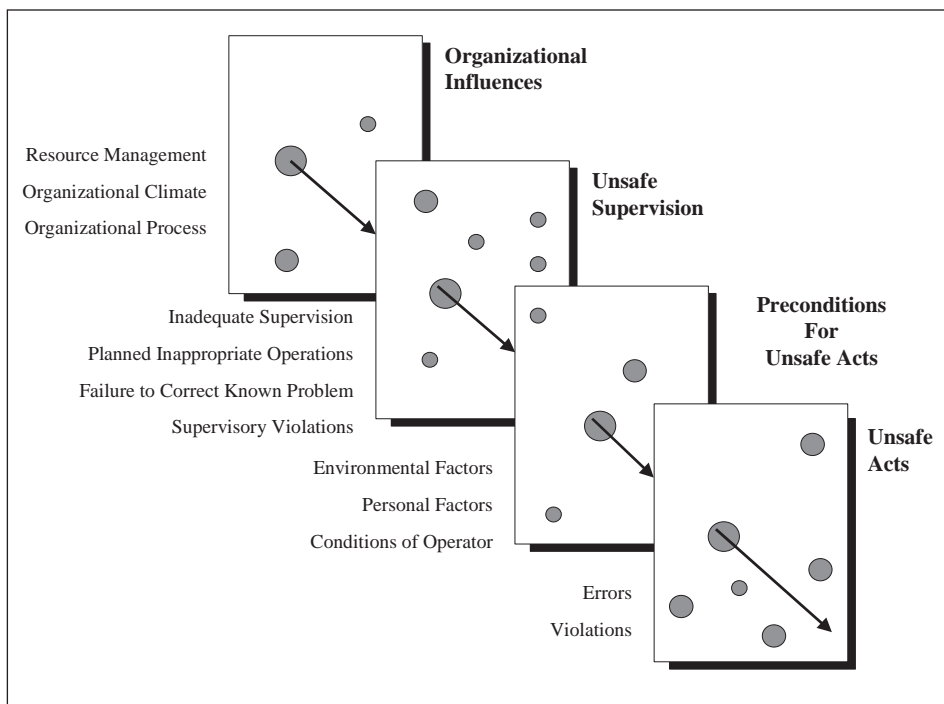 Organizational
Influences
Resource Management
Organizational Climate
Organizational Process
Unsafe
Supervision
Inadequate Supervision
Planned Inappropriate Operations
Failure to Correct Known Problem
Supervisory Violations
Preconditions
For
Unsafe Acts
Environmental Factors
Personal Factors
Conditions of Operator
Unsafe
Acts
Errors
Violations